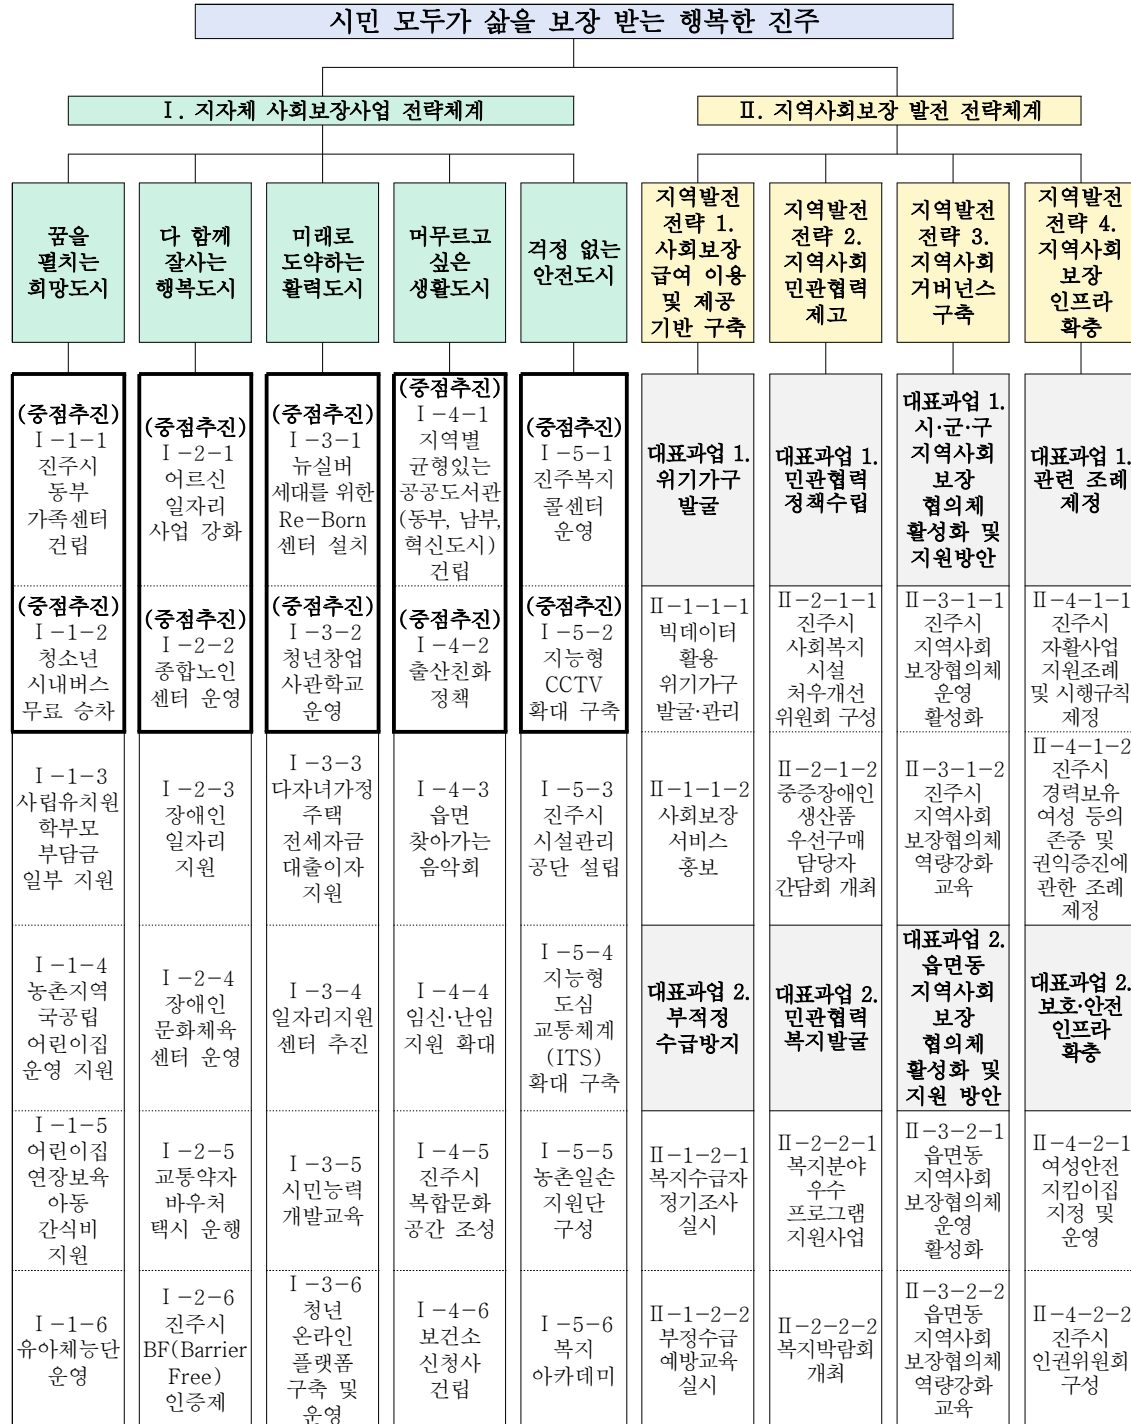 시민 모두가 삶을 보장 받는 행복한 진주
Ⅰ. 지자체 사회보장사업 전략체계
Ⅱ. 지역사회보장 발전 전략체계
꿈을
펼치는
희망도시
다 함께
잘사는
행복도시
미래로
도약하는
활력도시
머무르고
싶은
생활도시
걱정 없는
안전도시
지역발전
전략 1.
사회보장
급여 이용
및 제공
기반 구축
지역발전
전략 2.
지역사회
민관협력
제고
지역발전
전략 3.
지역사회
거버넌스
구축
지역발전
전략 4.
지역사회
보장
인프라
확충
(중점추진)
Ⅰ-1-1
진주시
동부
가족센터
건립
(중점추진)
Ⅰ-2-1
어르신
일자리
사업 강화
(중점추진)
Ⅰ-3-1
뉴실버
세대를 위한
Re-Born
센터 설치
(중점추진)
Ⅰ-4-1
지역별
균형있는
공공도서관
(동부, 남부,
혁신도시)
건립
(중점추진)
Ⅰ-5-1
진주복지
콜센터
운영
대표과업 1.
위기가구
발굴
대표과업 1.
민관협력
정책수립
대표과업 1.
시·군·구
지역사회
보장
협의체
활성화 및
지원방안
대표과업 1.
관련 조례
제정
(중점추진)
Ⅰ-1-2
청소년
시내버스
무료 승차
(중점추진)
Ⅰ-2-2
종합노인
센터 운영
(중점추진)
Ⅰ-3-2
청년창업
사관학교
운영
(중점추진)
Ⅰ-4-2
출산친화
정책
(중점추진)
Ⅰ-5-2
지능형
CCTV
확대 구축
Ⅱ-1-1-1
빅데이터
활용
위기가구
발굴·관리
Ⅱ-2-1-1
진주시
사회복지
시설
처우개선
위원회 구성
Ⅱ-3-1-1
진주시
지역사회
보장협의체
운영
활성화
Ⅱ-4-1-1
진주시
자활사업
지원조례
및 시행규칙
제정
Ⅰ-1-3
사립유치원
학부모
부담금
일부 지원
Ⅰ-2-3
장애인
일자리
지원
Ⅰ-3-3
다자녀가정
주택
전세자금
대출이자
지원
Ⅰ-4-3
읍면
찾아가는
음악회
Ⅰ-5-3
진주시
시설관리
공단 설립
Ⅱ-1-1-2
사회보장
서비스
홍보
Ⅱ-2-1-2
중증장애인
생산품
우선구매
담당자
간담회 개최
Ⅱ-3-1-2
진주시
지역사회
보장협의체
역량강화
교육
Ⅱ-4-1-2
진주시
경력보유
여성 등의
존중 및
권익증진에
관한 조례
제정
Ⅰ-1-4
농촌지역
국공립
어린이집
운영 지원
Ⅰ-2-4
장애인
문화체육
센터 운영
Ⅰ-3-4
일자리지원
센터 추진
Ⅰ-4-4
임신·난임
지원 확대
Ⅰ-5-4
지능형
도심
교통체계
(ITS)
확대 구축
대표과업 2.
부적정
수급방지
대표과업 2.
민관협력
복지발굴
대표과업 2.
읍면동
지역사회
보장
협의체
활성화 및
지원 방안
대표과업 2.
보호·안전
인프라
확충
Ⅰ-1-5
어린이집
연장보육
아동
간식비
지원
Ⅰ-2-5
교통약자
바우처
택시 운행
Ⅰ-3-5
시민능력
개발교육
Ⅰ-4-5
진주시
복합문화
공간 조성
Ⅰ-5-5
농촌일손
지원단
구성
Ⅱ-1-2-1
복지수급자
정기조사
실시
Ⅱ-2-2-1
복지분야
우수
프로그램
지원사업
Ⅱ-3-2-1
읍면동
지역사회
보장협의체
운영
활성화
Ⅱ-4-2-1
여성안전
지킴이집
지정 및
운영
Ⅰ-1-6
유아체능단
운영
Ⅰ-2-6
진주시
BF(Barrier
Free)
인증제
Ⅰ-3-6
청년
온라인
플랫폼
구축 및
운영
Ⅰ-4-6
보건소
신청사
건립
Ⅰ-5-6
복지
아카데미
Ⅱ-1-2-2
부정수급
예방교육
실시
Ⅱ-2-2-2
복지박람회
개최
Ⅱ-3-2-2
읍면동
지역사회
보장협의체
역량강화
교육
Ⅱ-4-2-2
진주시
인권위원회
구성